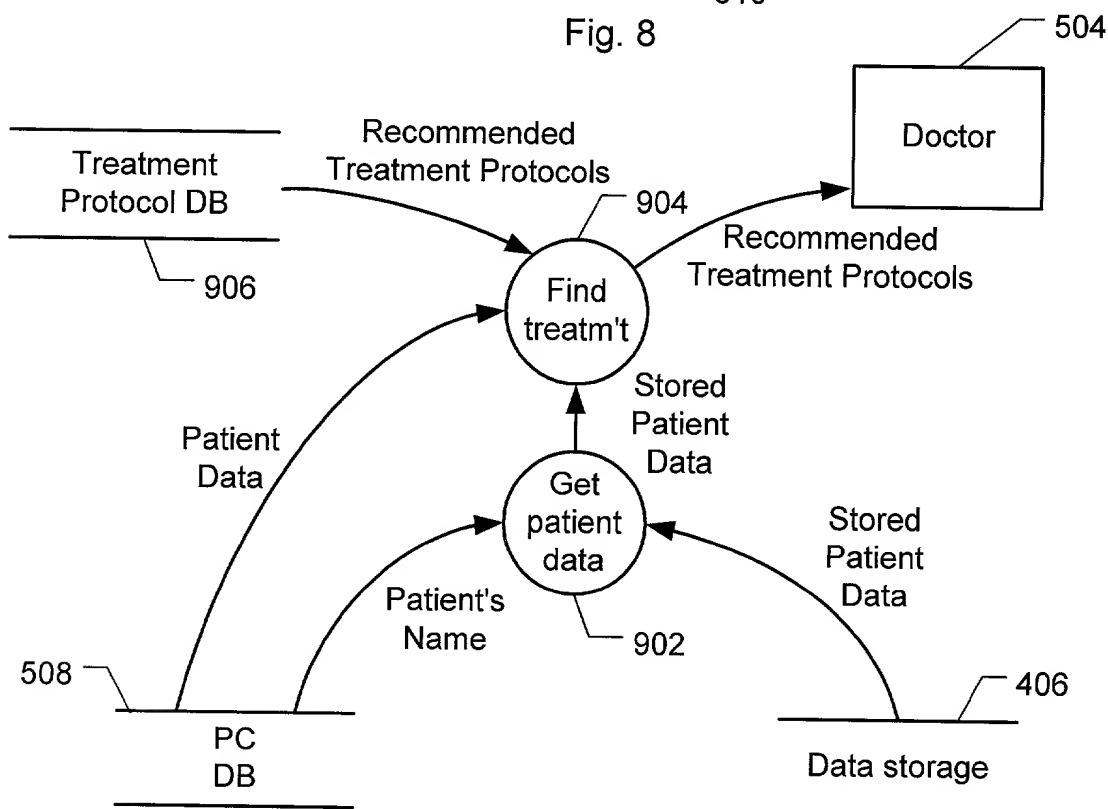 Fig. 8
504
Doctor
Recommended
Treatment Protocols
Treatment
Protocol DB
904
906
Recommended
Treatment Protocols
Find
treatm't
Stored
Patient
Data
Patient
Data
Get
patient
data
Stored
Patient
Data
Patient's
Name
902
508
406
PC
DB
Data storage